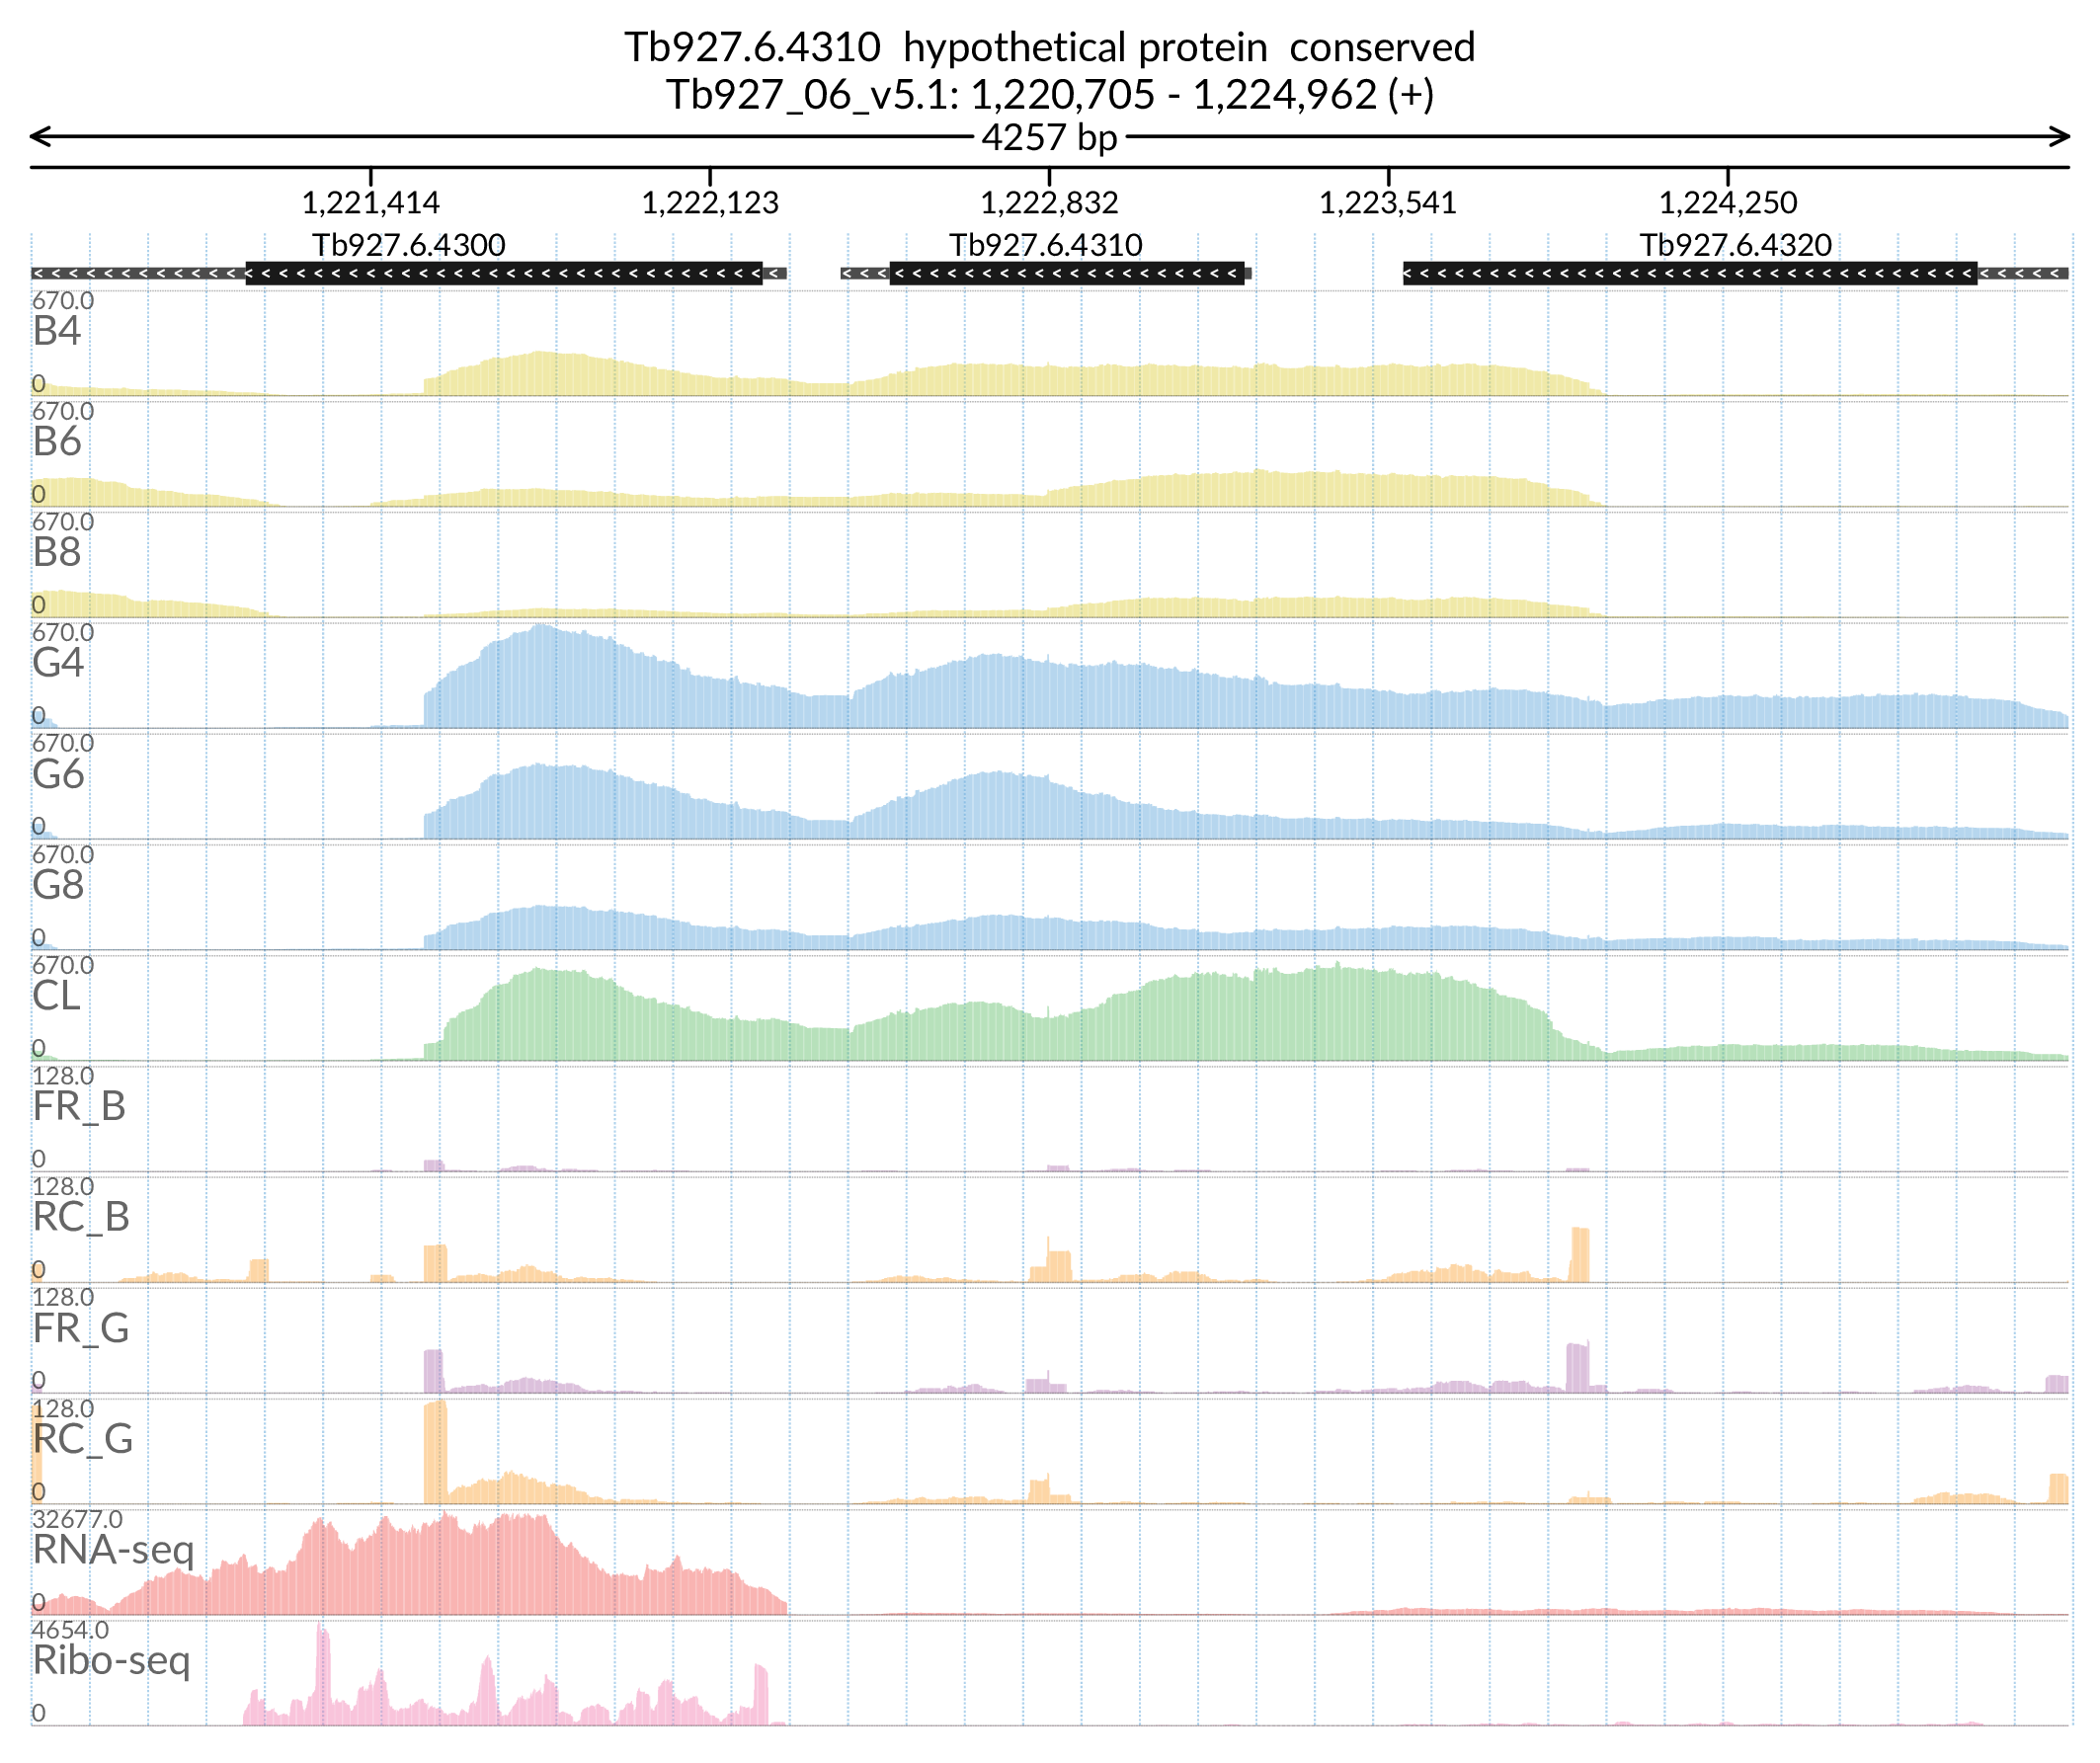 Tb927.6.4310  hypothetical protein  conserved
Tb927_06_v5.1: 1,220,705 - 1,224,962 (+)
4257 bp
1,221,414 1,222,123 1,222,832 1,223,541 1,224,250
Tb927.6.4300 Tb927.6.4310 Tb927.6.4320
670.0
B4
0
670.0
B6
0
670.0
B8
0
670.0
G4
0
670.0
G6
0
670.0
G8
0
670.0
CL
0
128.0
FR_B
0
128.0
RC_B
0
128.0
FR_G
0
128.0
RC_G
0
32677.0
RNA-seq
0
4654.0
Ribo-seq
0